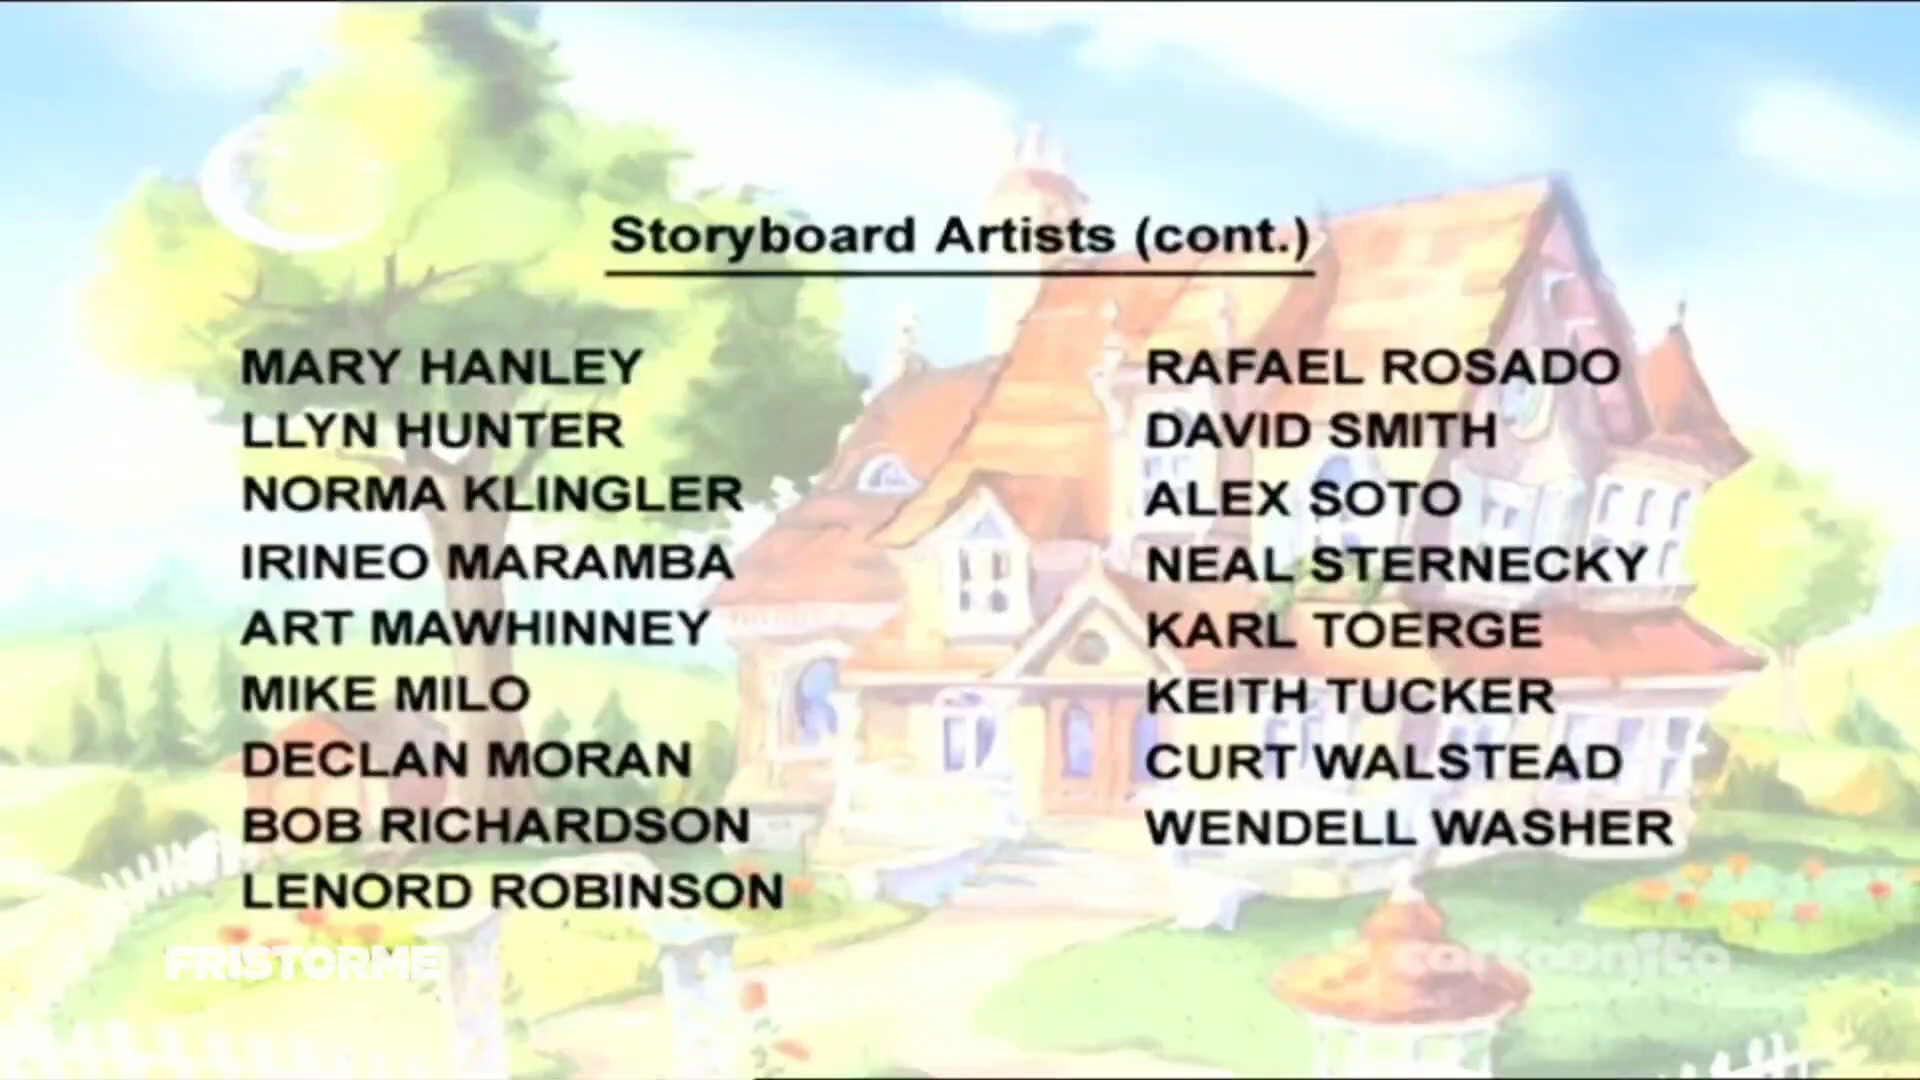 Storyboard Artists (cont.)
MARY HANLEY
LLYN HUNTER
NORMA KLINGLER
IRINEO MARAMBA
ART MAWHINNEY
MIKE MILO
DECLAN MORAN
BOB RICHARDSON
LENORD ROBINSON
RAFAEL ROSADO
DAVID SMITH
ALEX SOTO
NEAL STERNECKY
KARL TOERGE
KEITH TUCKER
CURT WALSTEAD
WENDELL WASHER
FRISTORME
cartoonito